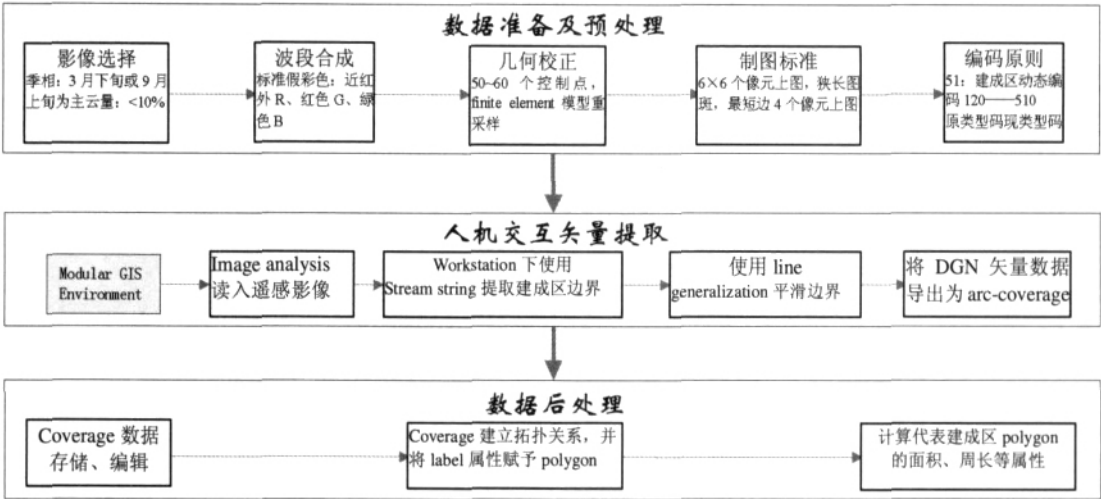 数据准备及预处理
影像选择
季相：3 月下旬或 9 月
上旬为主云量：<10%
波段合成
标准假彩色：近红
外 R、红色 G、绿
色 B
几何校正
50~60 个控制点，
finite element 模型重
采样
制图标准
6×6 个像元上图，狭长图
斑，最短边 4 个像元上图
编码原则
51：建成区动态编
码 120——510
原类型码现类型码
人机交互矢量提取
Modular GIS
Environment
Image analysis
读入遥感影像
Workstation 下使用
Stream string 提取建成区边界
使用 line
generalization 平滑边界
将 DGN 矢量数据
导出为 arc-coverage
数据后处理
Coverage 数据
存储、编辑
Coverage 建立拓扑关系，并
将 label 属性赋予 polygon
计算代表建成区 polygon
的面积、周长等属性